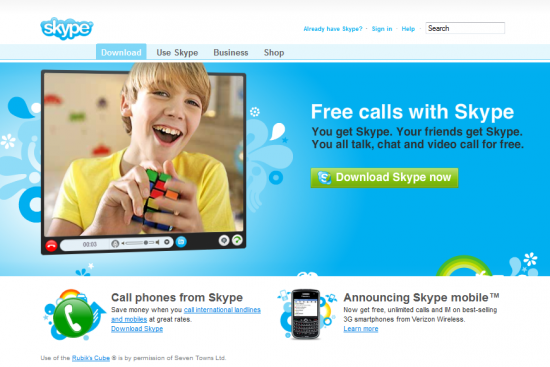 skype
Already have Skype? Sign in Help Search
Download Use Skype Business Shop
Free calls with Skype
You get Skype. Your friends get Skype.
You all talk, chat and video call for free.
Download Skype now
00:03
Call phones from Skype
Save money when you call international landlines
and mobiles at great rates.
Download Skype
Announcing Skype mobile™
Now get free, unlimited calls and IM on best-selling
3G smartphones from Verizon Wireless.
Learn more
Use of the Rubik's Cube ® is by permission of Seven Towns Ltd.